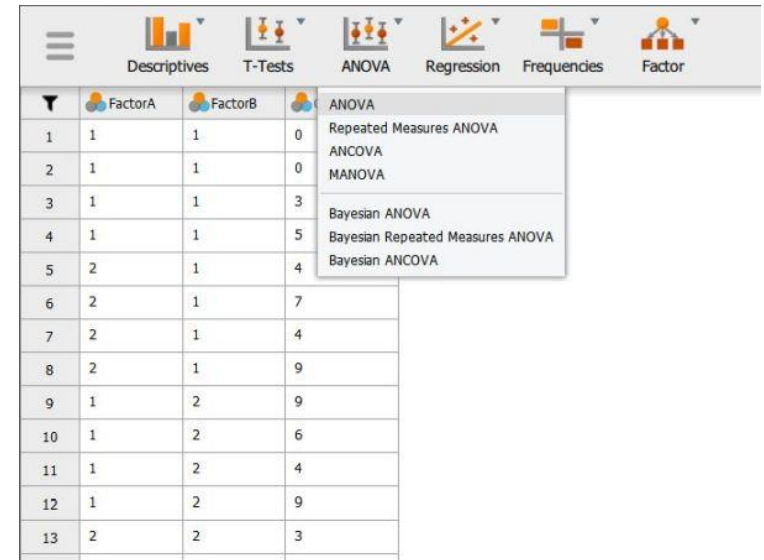 Descriptives T-Tests ANOVA Regression Frequencies Factor
FactorA FactorB
ANOVA
Repeated Measures ANOVA
ANCOVA
MANOVA
Bayesian ANOVA
Bayesian Repeated Measures ANOVA
Bayesian ANCOVA
1 1 1 0
2 1 1 0
3 1 1 3
4 1 1 5
5 2 1 4
6 2 1 7
7 2 1 4
8 2 1 9
9 1 2 9
10 1 2 6
11 1 2 4
12 1 2 9
13 2 2 3